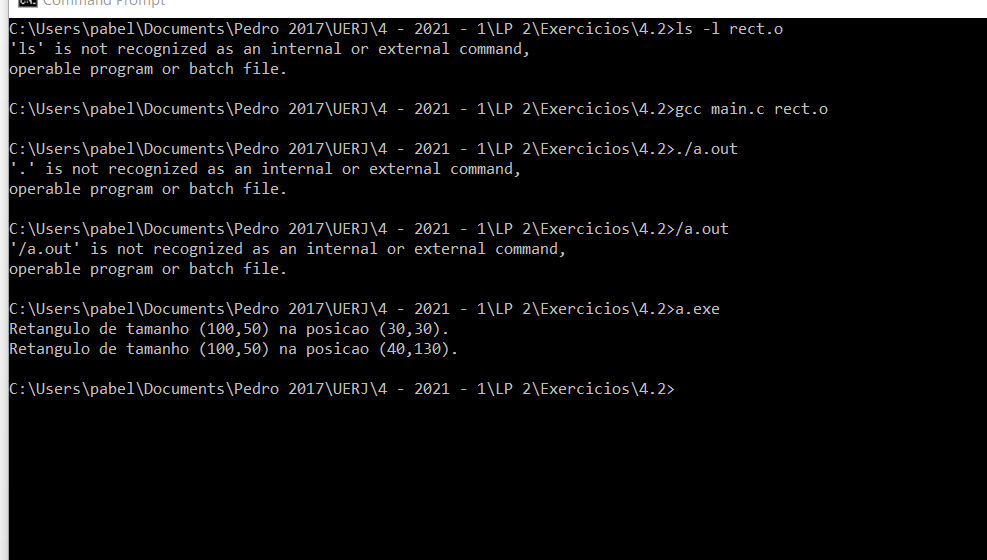 Command Prompt
C:\Users\pabel\Documents\Pedro 2017\UERJ\4 - 2021 - 1\LP 2\Exercicios\4.2>ls -l rect.o
'ls' is not recognized as an internal or external command,
operable program or batch file.
C:\Users\pabel\Documents\Pedro 2017\UERJ\4 - 2021 - 1\LP 2\Exercicios\4.2>gcc main.c rect.o
C:\Users\pabel\Documents\Pedro 2017\UERJ\4 - 2021 - 1\LP 2\Exercicios\4.2>./a.out
'.' is not recognized as an internal or external command,
operable program or batch file.
C:\Users\pabel\Documents\Pedro 2017\UERJ\4 - 2021 - 1\LP 2\Exercicios\4.2>/a.out
'/a.out' is not recognized as an internal or external command,
operable program or batch file.
C:\Users\pabel\Documents\Pedro 2017\UERJ\4 - 2021 - 1\LP 2\Exercicios\4.2>a.exe
Retangulo de tamanho (100,50) na posicao (30,30).
Retangulo de tamanho (100,50) na posicao (40,130).
C:\Users\pabel\Documents\Pedro 2017\UERJ\4 - 2021 - 1\LP 2\Exercicios\4.2>